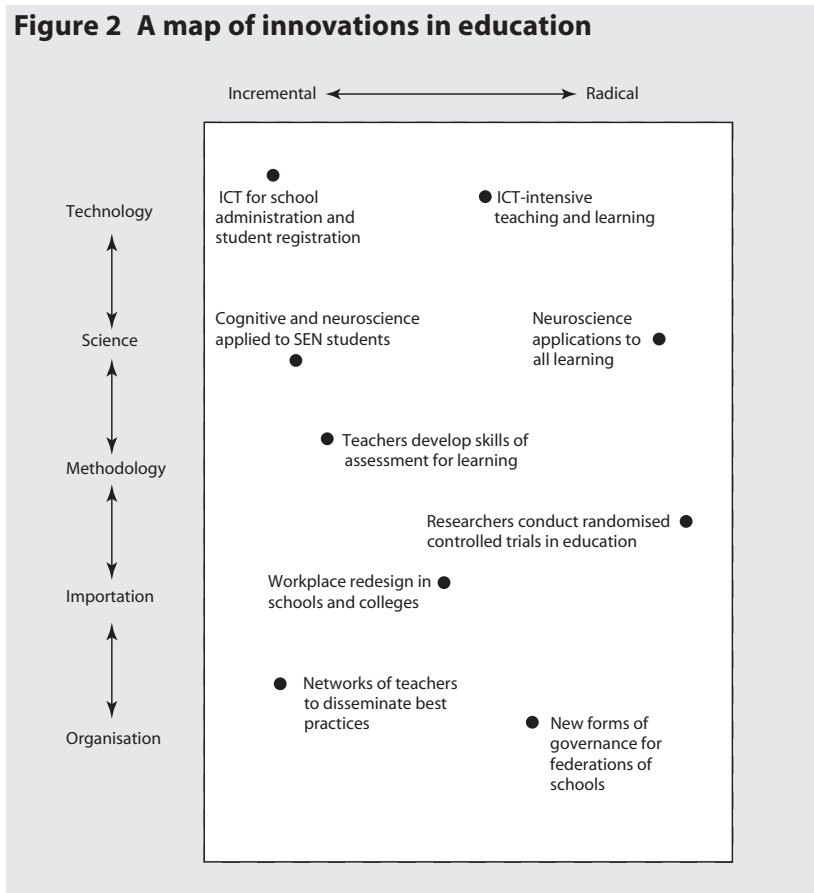 Figure 2 A map of innovations in education
Incremental
Radical
Technology
ICT for school
administration and
student registration
ICT-intensive
teaching and learning
Science
Cognitive and neuroscience
applied to SEN students
Neuroscience
applications to
all learning
Methodology
Teachers develop skills of
assessment for learning
Researchers conduct randomised
controlled trials in education
Importation
Workplace redesign in
schools and colleges
Organisation
Networks of teachers
to disseminate best
practices
New forms of
governance for
federations of
schools